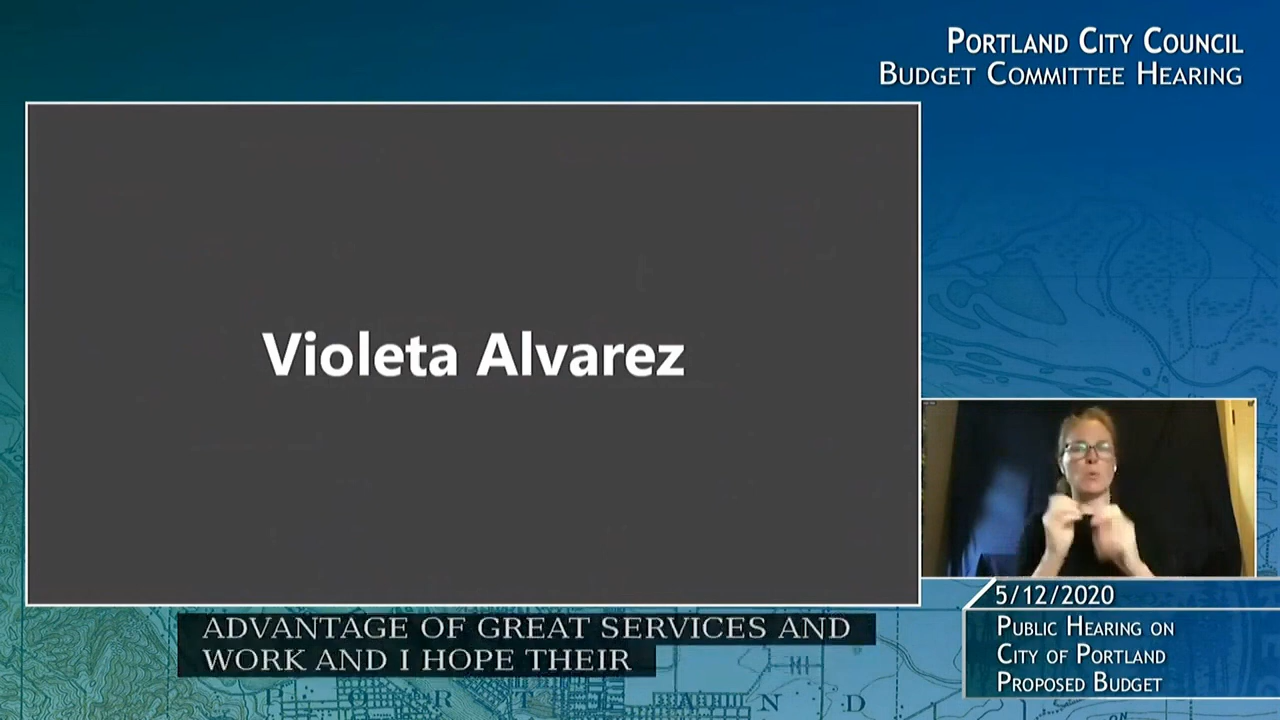 PORTLAND CITY COUNCIL
BUDGET COMMITTEE HEARING
Violeta Alvarez
ADVANTAGE OF GREAT SERVICES AND
WORK AND I HOPE THEIR
5/12/2020
PUBLIC HEARING ON
CITY OF PORTLAND
PROPOSED BUDGET
P O R T L A N D
ON